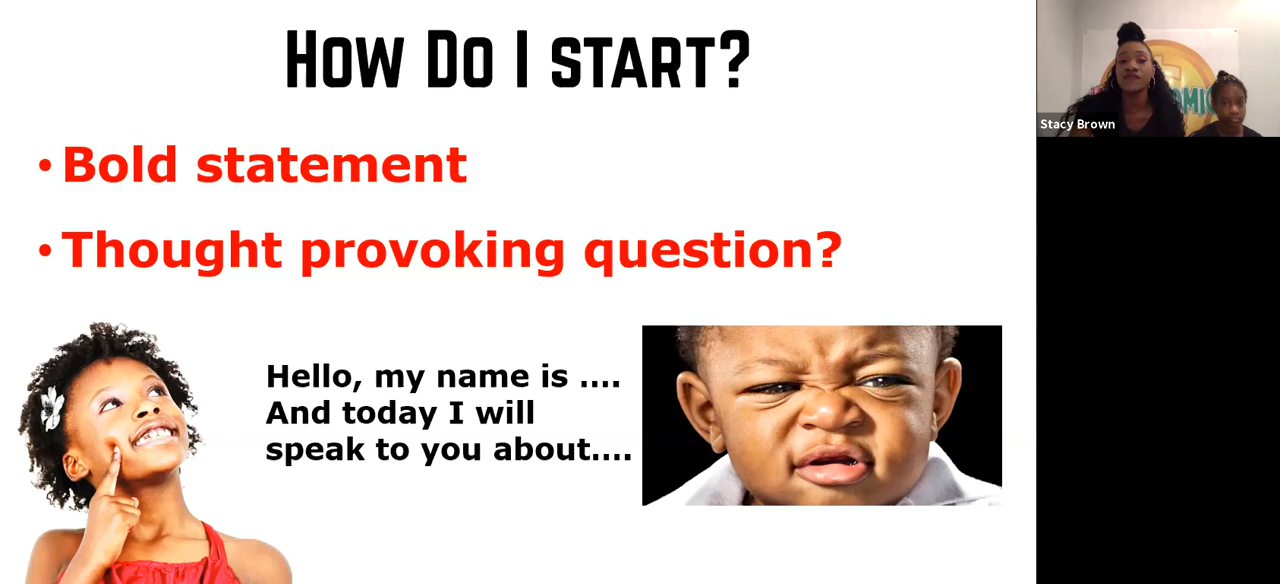 How Do I start?
• Bold statement
• Thought provoking question?
Hello, my name is ....
And today I will
speak to you about....
Stacy Brown